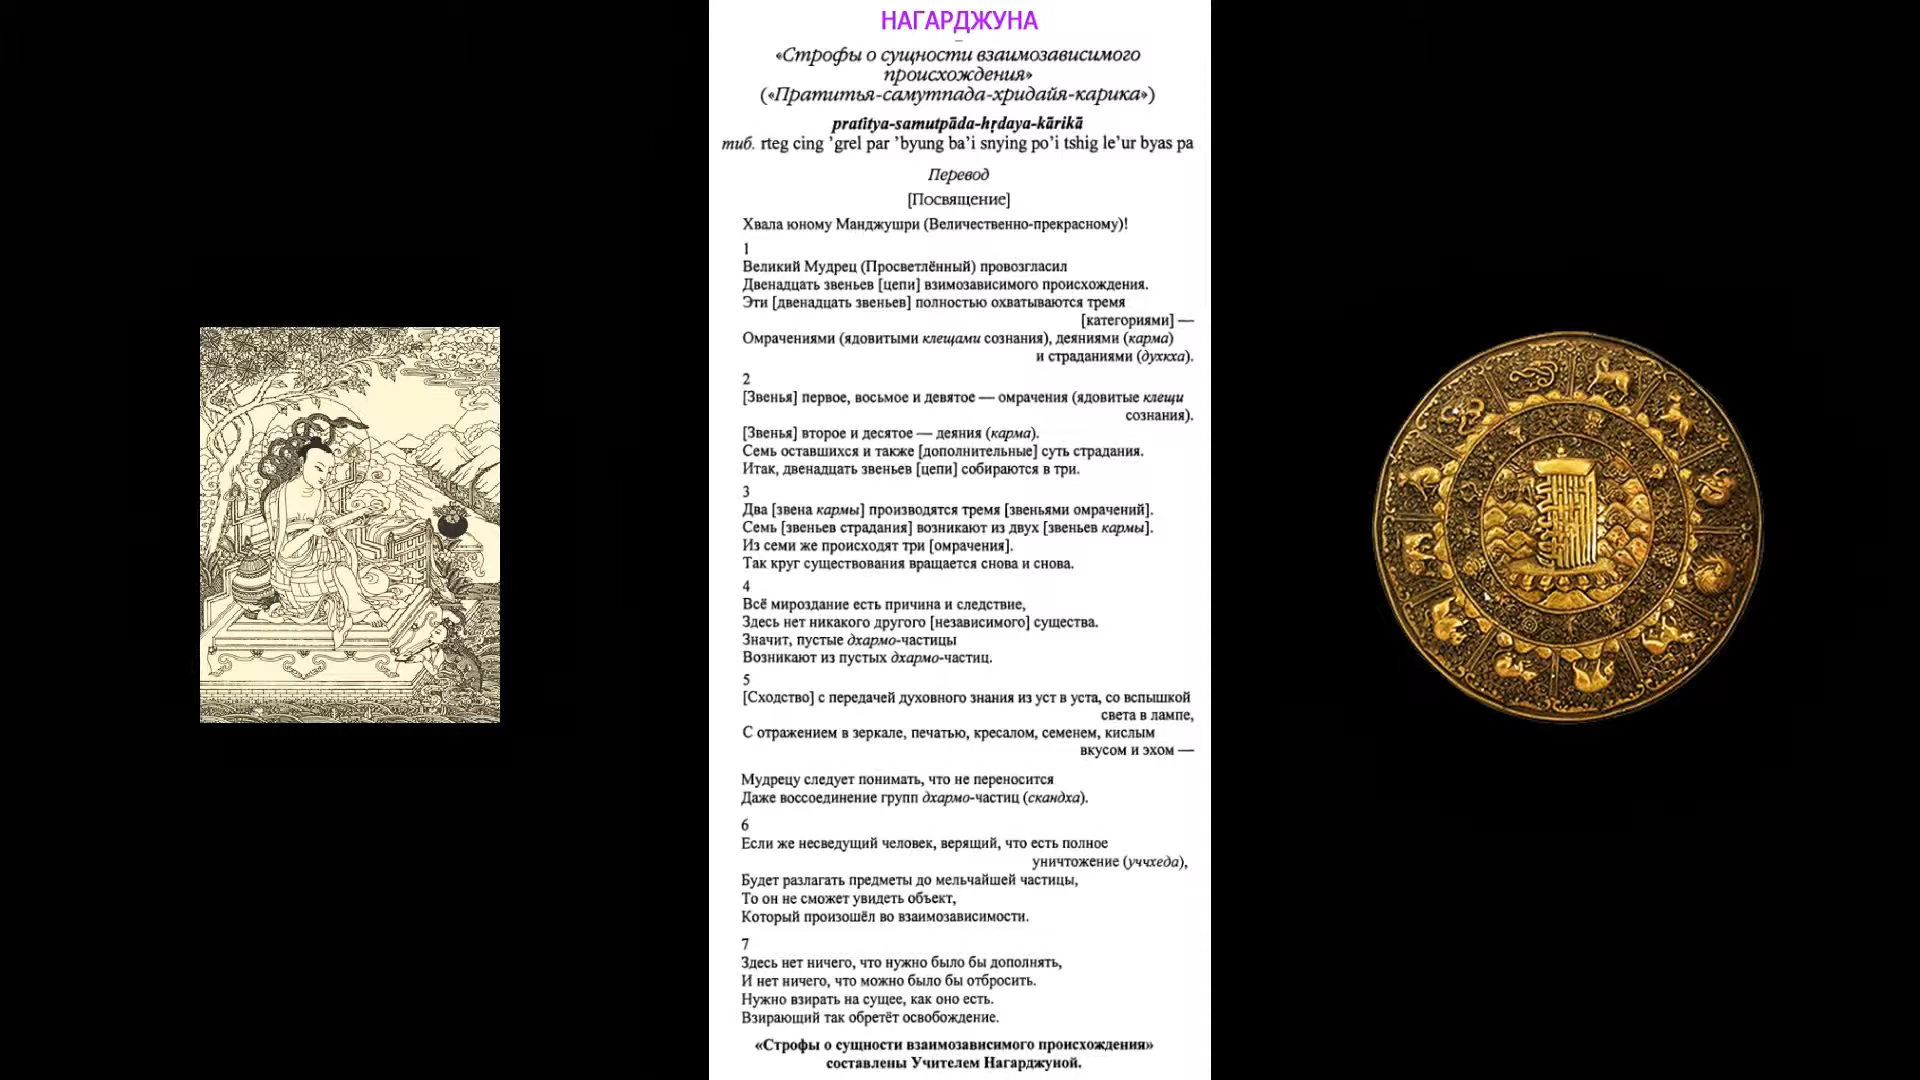 НАГАРДЖУНА
«Строфы о сущности взаимозависимого
происхождения»
(«Пратитья-самутпада-хридайя-карика»)
pratītya-samutpāda-hṛdaya-kārikā
тиб. rteg cing ’grel par ’byung ba’i snying po’i tshig le’ur byas pa
Перевод
[Посвящение]
Хвала юному Манджушри (Величественно-прекрасному)!
1
Великий Мудрец (Просветлённый) провозгласил
Двенадцать звеньев [цепи] взимозависимого происхождения.
Эти [двенадцать звеньев] полностью охватываются тремя
[категориями] —
Омрачениями (ядовитыми клещами сознания), деяниями (карма)
и страданиями (духкха).
2
[Звенья] первое, восьмое и девятое — омрачения (ядовитые клещи
сознания).
[Звенья] второе и десятое — деяния (карма).
Семь оставшихся и также [дополнительные] суть страдания.
Итак, двенадцать звеньев [цепи] собираются в три.
3
Два [звена кармы] производятся тремя [звеньями омрачений].
Семь [звеньев страдания] возникают из двух [звеньев кармы].
Из семи же происходят три [омрачения].
Так круг существования вращается снова и снова.
4
Всё мироздание есть причина и следствие,
Здесь нет никакого другого [независимого] существа.
Значит, пустые дхармо-частицы
Возникают из пустых дхармо-частиц.
5
[Сходство] с передачей духовного знания из уст в уста, со вспышкой
света в лампе,
С отражением в зеркале, печатью, кресалом, семенем, кислым
вкусом и эхом —
Мудрецу следует понимать, что не переносится
Даже воссоединение групп дхармо-частиц (скандха).
6
Если же несведущий человек, верящий, что есть полное
уничтожение (уччхеда),
Будет разлагать предметы до мельчайшей частицы,
То он не сможет увидеть объект,
Который произошёл во взаимозависимости.
7
Здесь нет ничего, что нужно было бы дополнять,
И нет ничего, что можно было бы отбросить.
Нужно взирать на сущее, как оно есть.
Взирающий так обретёт освобождение.
«Строфы о сущности взаимозависимого происхождения»
составлены Учителем Нагарджуной.